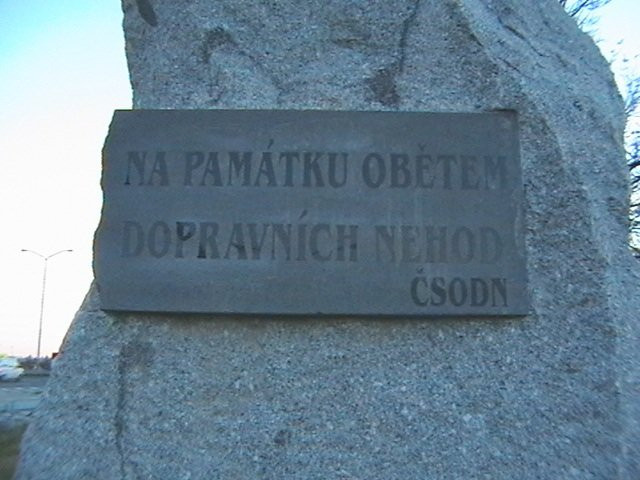 NA PAMÁTKU OBĚTEM
DOPRAVNÍCH NEHOD
ČSODN